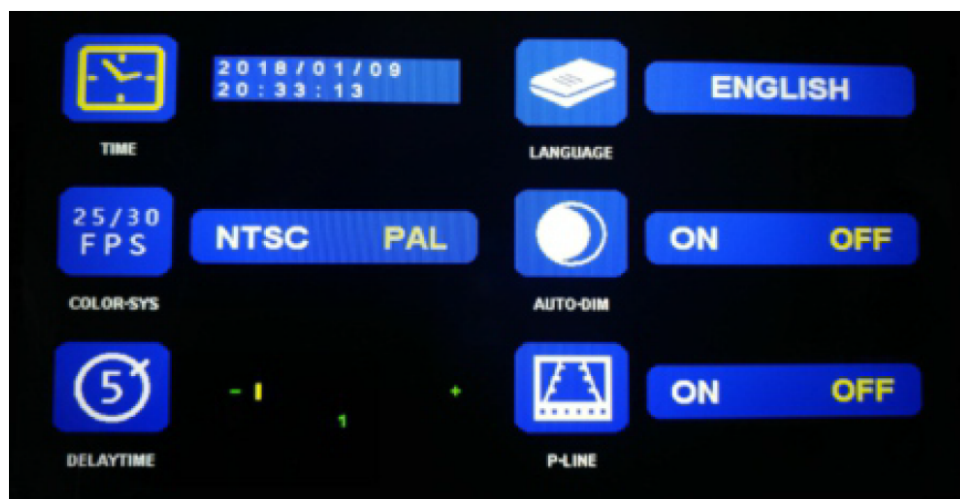 2018/01/09
20:33:13
TIME
ENGLISH
LANGUAGE
25/30
FPS
NTSC PAL
COLOR-SYS
ON OFF
AUTO-DIM
5
- +
1
DELAYTIME
ON OFF
P-LINE